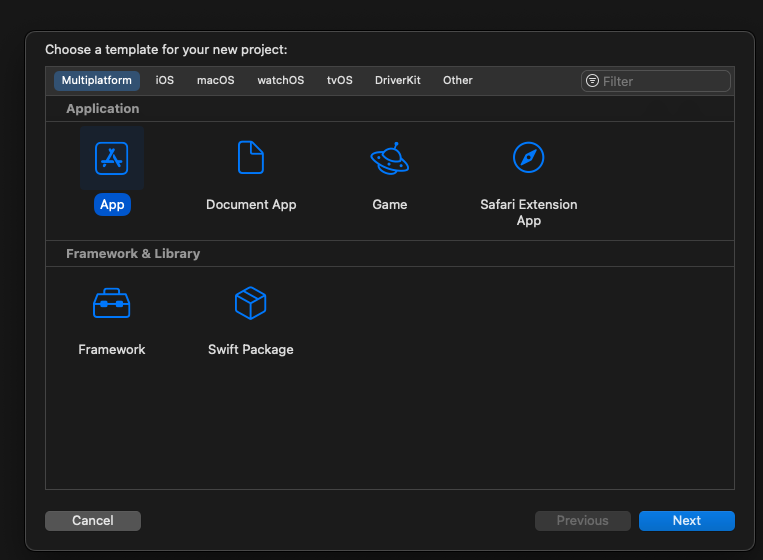 Choose a template for your new project:
Multiplatform iOS macOS watchOS tvOS DriverKit Other Filter
Application
App Document App Game Safari Extension App
Framework & Library
Framework Swift Package
Cancel Previous Next